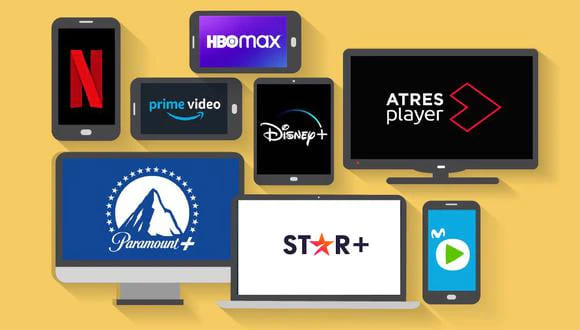 HBOmax
N
prime video
Disney+
ATRES
player
Paramount+
STAR+
M